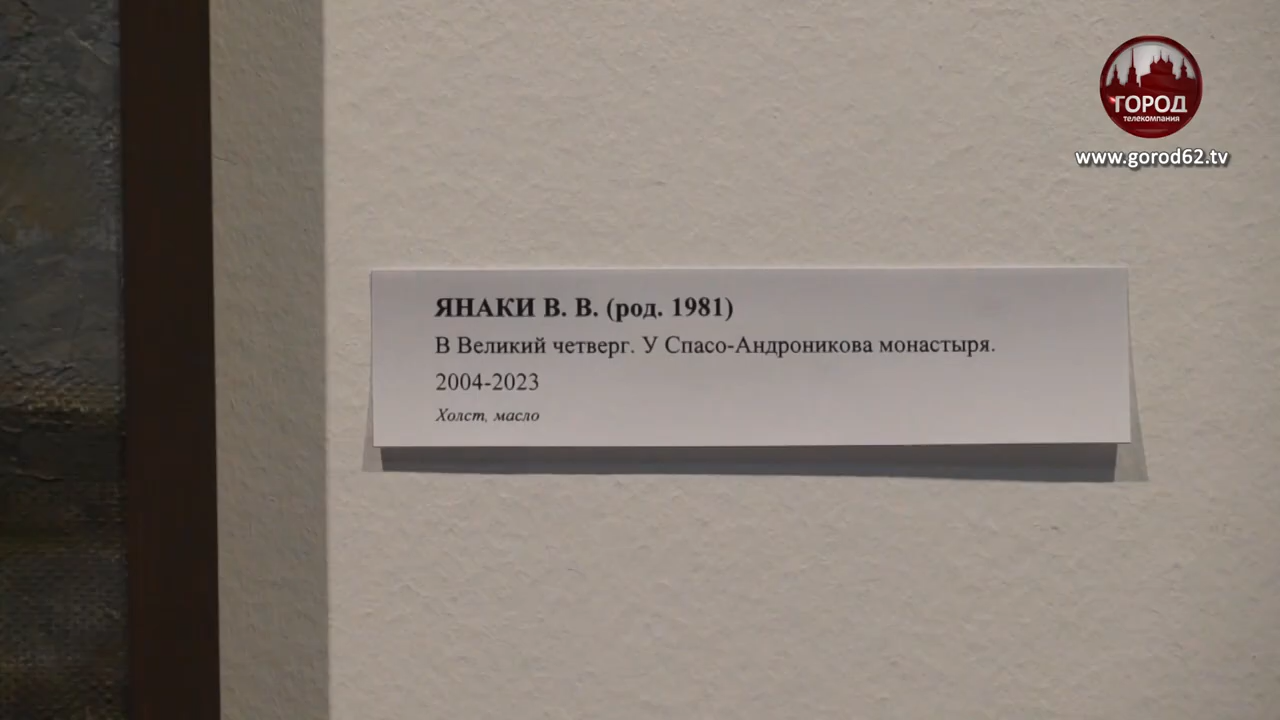 ГОРОД
телекомпания
www.gorod62.tv
ЯНАКИ В. В. (род. 1981)
В Великий четверг. У Спасо-Андроникова монастыря.
2004-2023
Холст, масло